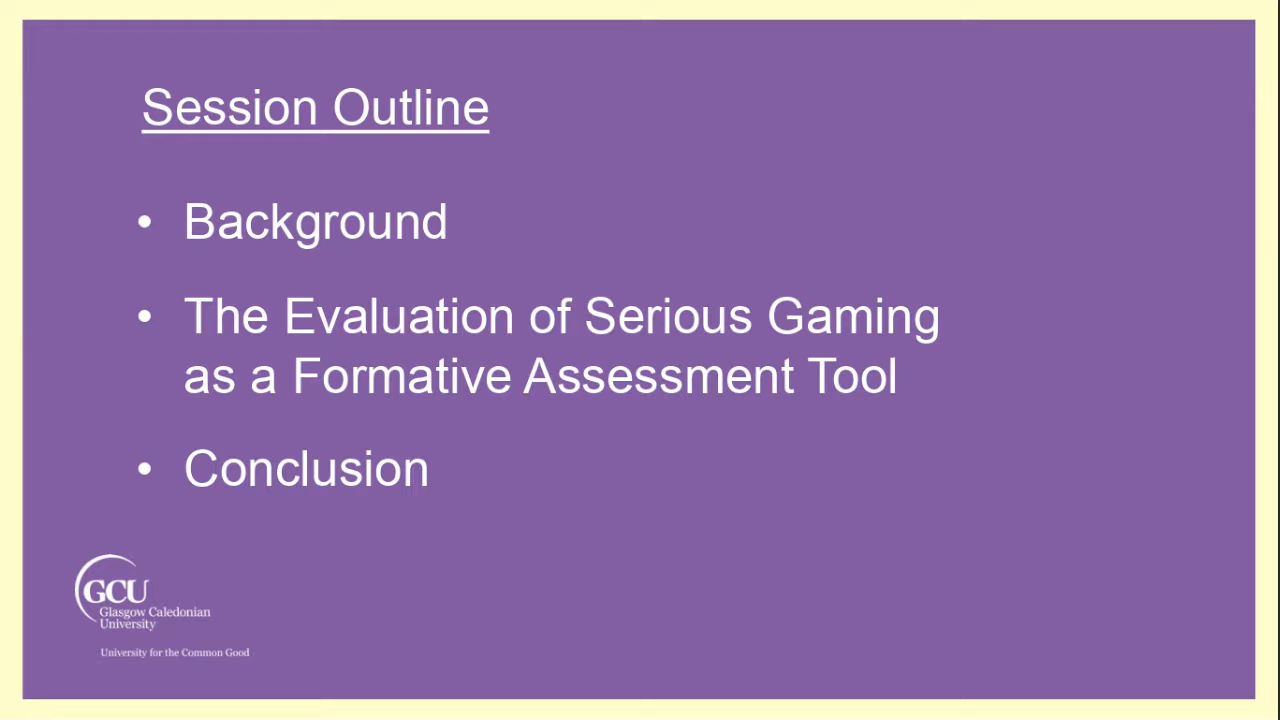 Session Outline
• Background
• The Evaluation of Serious Gaming
as a Formative Assessment Tool
• Conclusion
GCU
Glasgow Caledonian
University
University for the Common Good